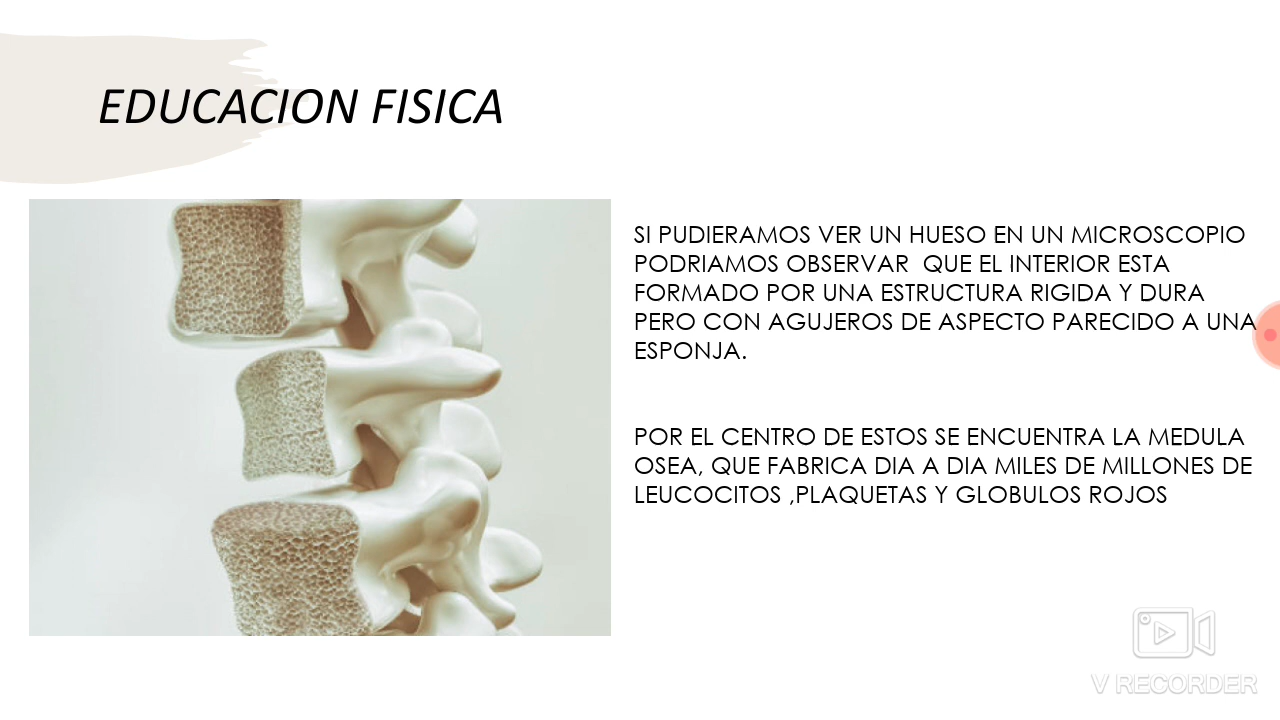 EDUCACION FISICA
SI PUDIERAMOS VER UN HUESO EN UN MICROSCOPIO
PODRIAMOS OBSERVAR  QUE EL INTERIOR ESTA
FORMADO POR UNA ESTRUCTURA RIGIDA Y DURA
PERO CON AGUJEROS DE ASPECTO PARECIDO A UNA
ESPONJA.
POR EL CENTRO DE ESTOS SE ENCUENTRA LA MEDULA
OSEA, QUE FABRICA DIA A DIA MILES DE MILLONES DE
LEUCOCITOS ,PLAQUETAS Y GLOBULOS ROJOS
V RECORDER